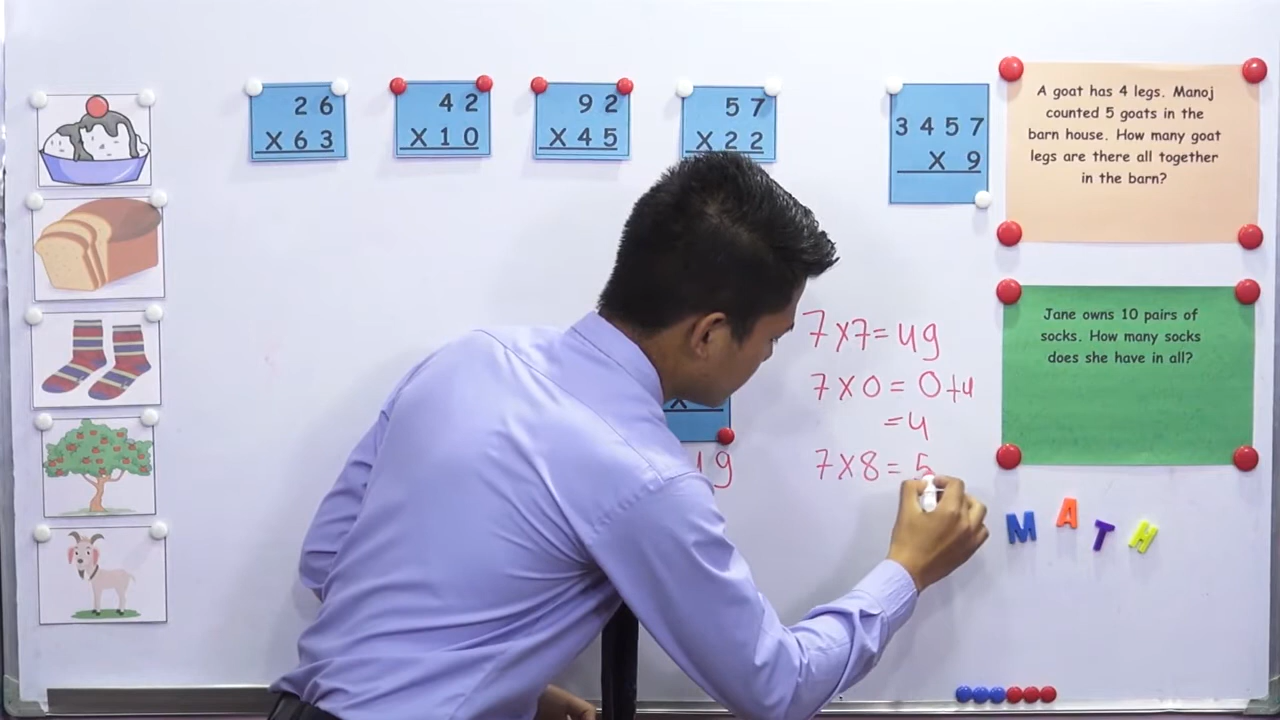 2 6
X 6 3
4 2
X 1 0
9 2
X 4 5
5 7
X 2 2
3 4 5 7
X 9
A goat has 4 legs. Manoj
counted 5 goats in the
barn house. How many goat
legs are there all together
in the barn?
Jane owns 10 pairs of
socks. How many socks
does she have in all?
7x7=49
7x0=0+4
=4
7x8=5
X
49
MATH